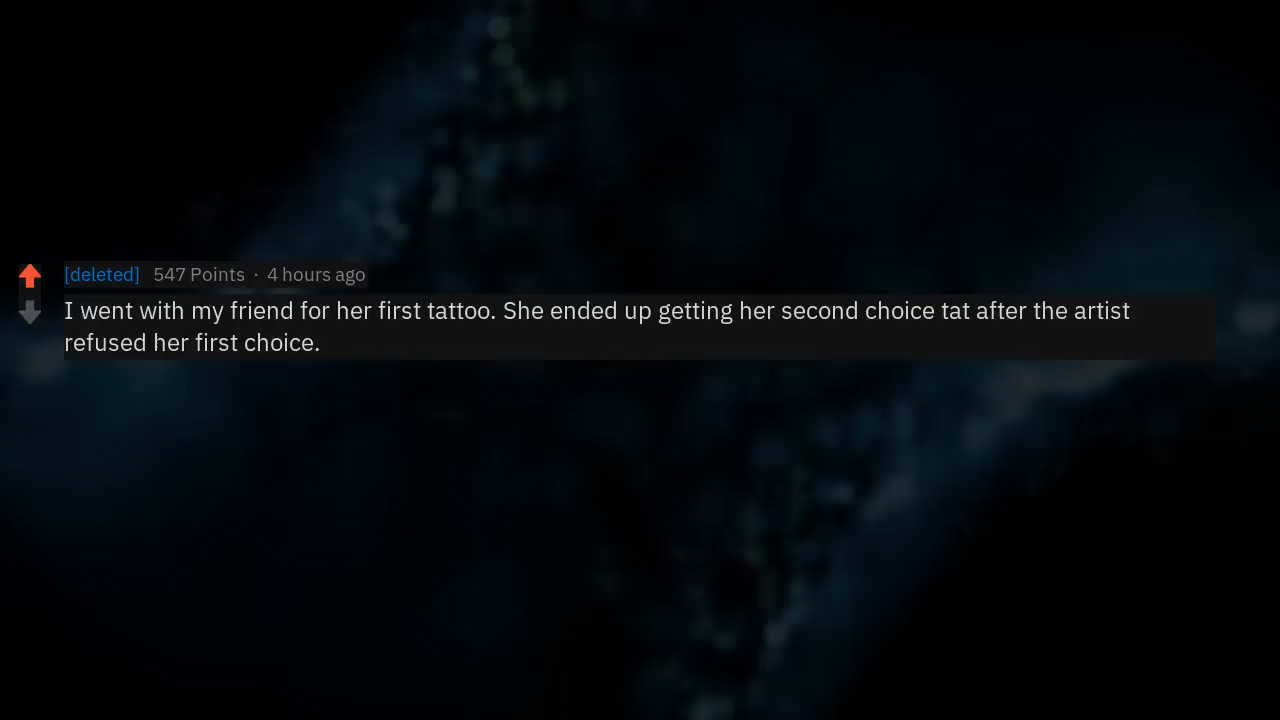 [deleted] 547 Points · 4 hours ago
I went with my friend for her first tattoo. She ended up getting her second choice tat after the artist
refused her first choice.